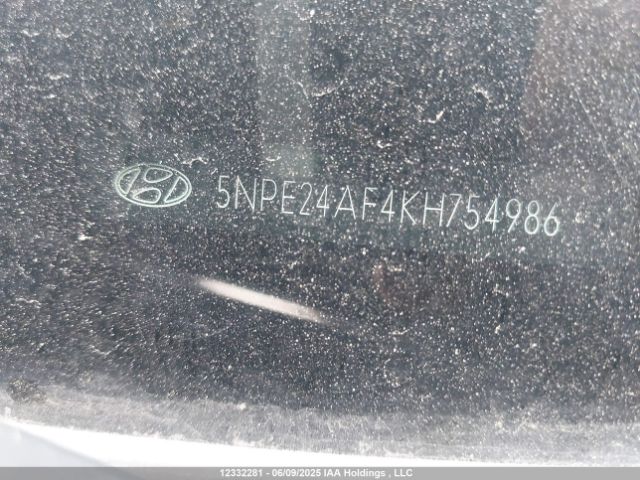 5NPE24AF4KH754986
12332281 - 06/09/2025 IAA Holdings , LLC